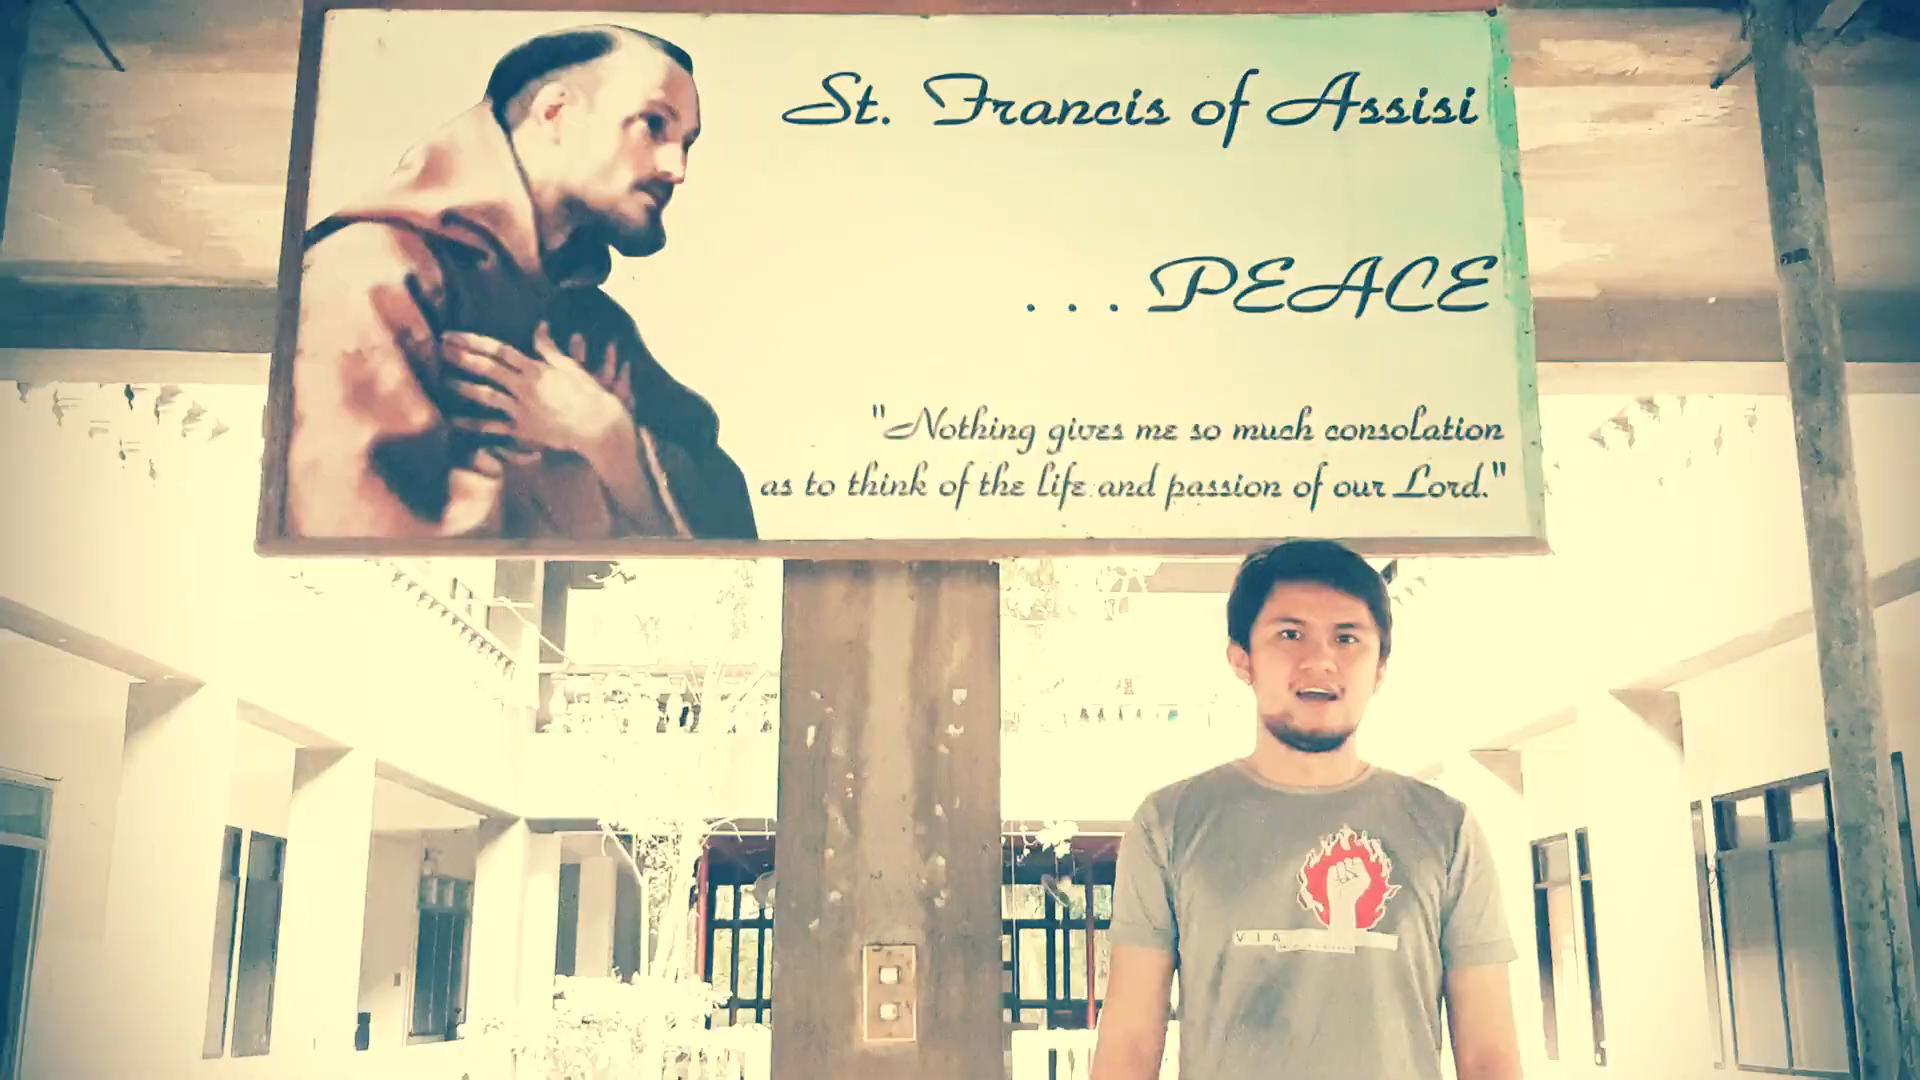 St. Francis of Assisi
. . . PEACE
"Nothing gives me so much consolation
as to think of the life and passion of our Lord."
VIA